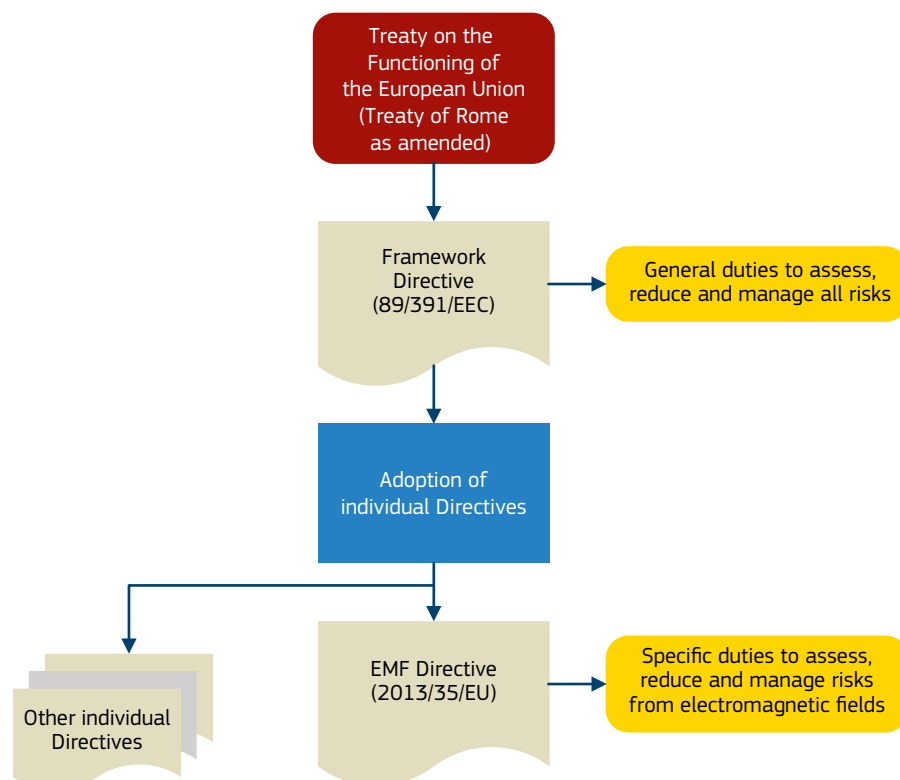 Treaty on the
Functioning of
the European Union
(Treaty of Rome
as amended)
Framework
Directive
(89/391/EEC)
General duties to assess,
reduce and manage all risks
Adoption of
individual Directives
Other individual
Directives
EMF Directive
(2013/35/EU)
Specific duties to assess,
reduce and manage risks
from electromagnetic fields